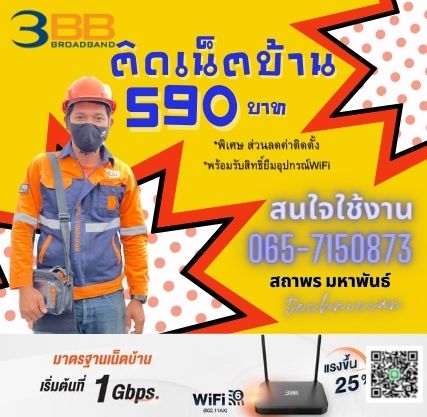 3BB
BROADBAND
ติดเน็ตบ้าน
590 บาท
*พิเศษ ส่วนลดค่าติดตั้ง
*พร้อมรับสิทธิ์ยืมอุปกรณ์WiFi
สนใจใช้งาน
065-7150873
สถาพร มหาพันธ์
technician
มาตรฐานเน็ตบ้าน
เริ่มต้นที่ 1 Gbps.
WiFi 6
(802.11AX)
3BB
แรงขึ้น
25%